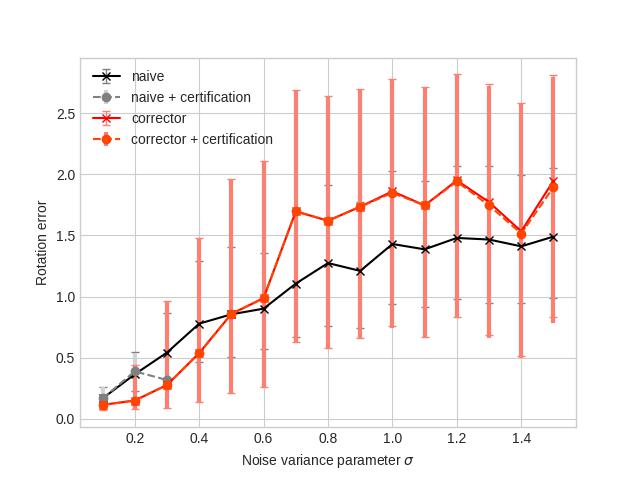 naive
naive + certification
corrector
corrector + certification
Rotation error
2.5
2.0
1.5
1.0
0.5
0.0
0.2 0.4 0.6 0.8 1.0 1.2 1.4
Noise variance parameter σ